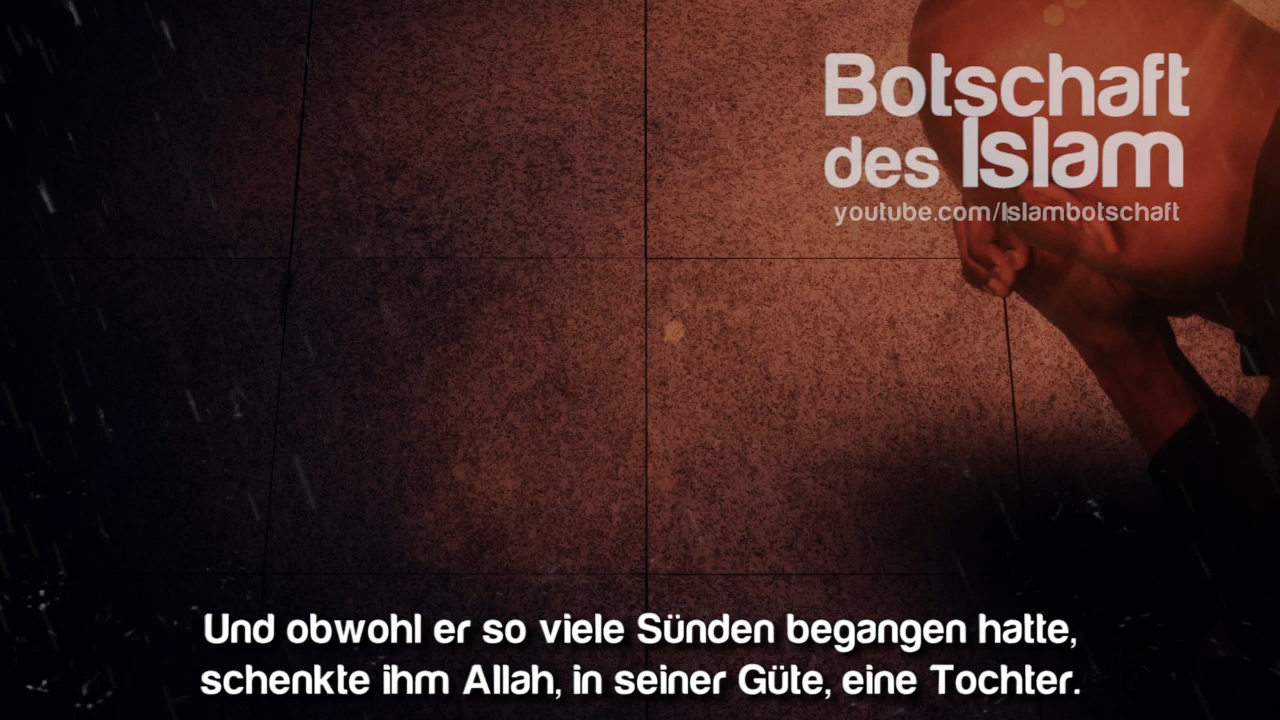 Botschaft
des Islam
youtube.com/Islambotschaft
Und obwohl er so viele Sünden begangen hatte,
schenkte ihm Allah, in seiner Güte, eine Tochter.